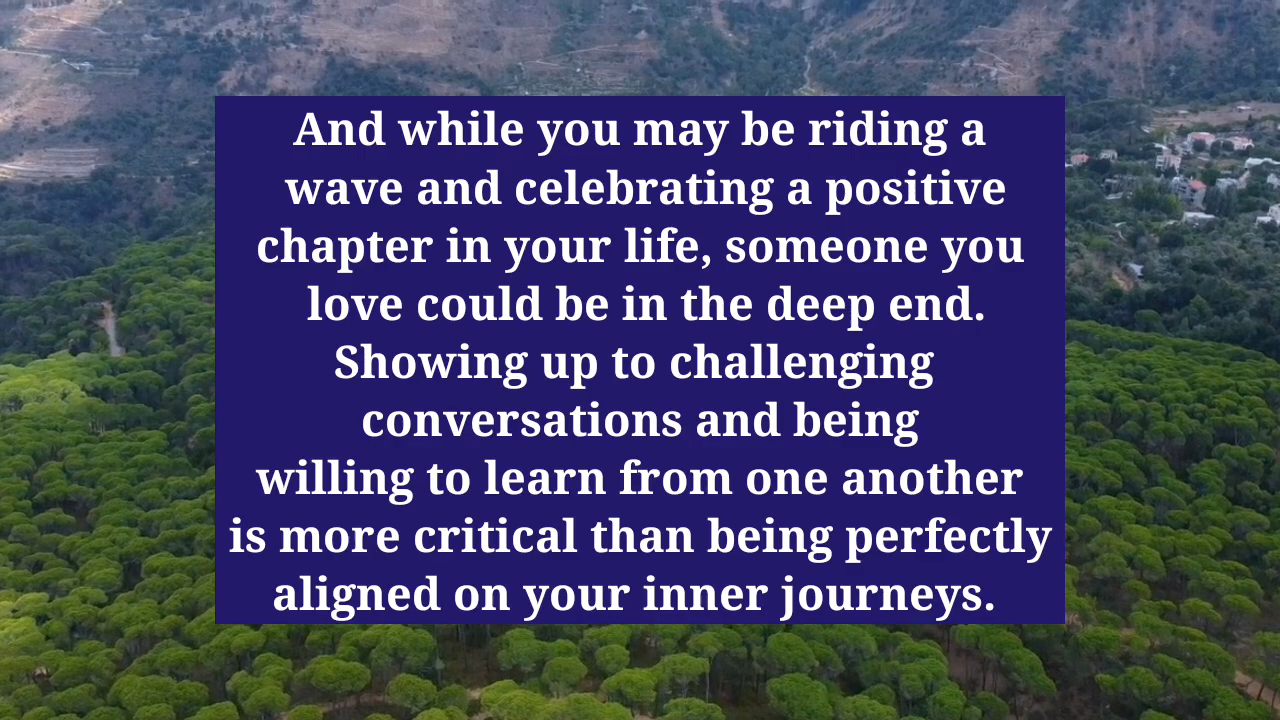 And while you may be riding a
wave and celebrating a positive
chapter in your life, someone you
love could be in the deep end.
Showing up to challenging
conversations and being
willing to learn from one another
is more critical than being perfectly
aligned on your inner journeys.